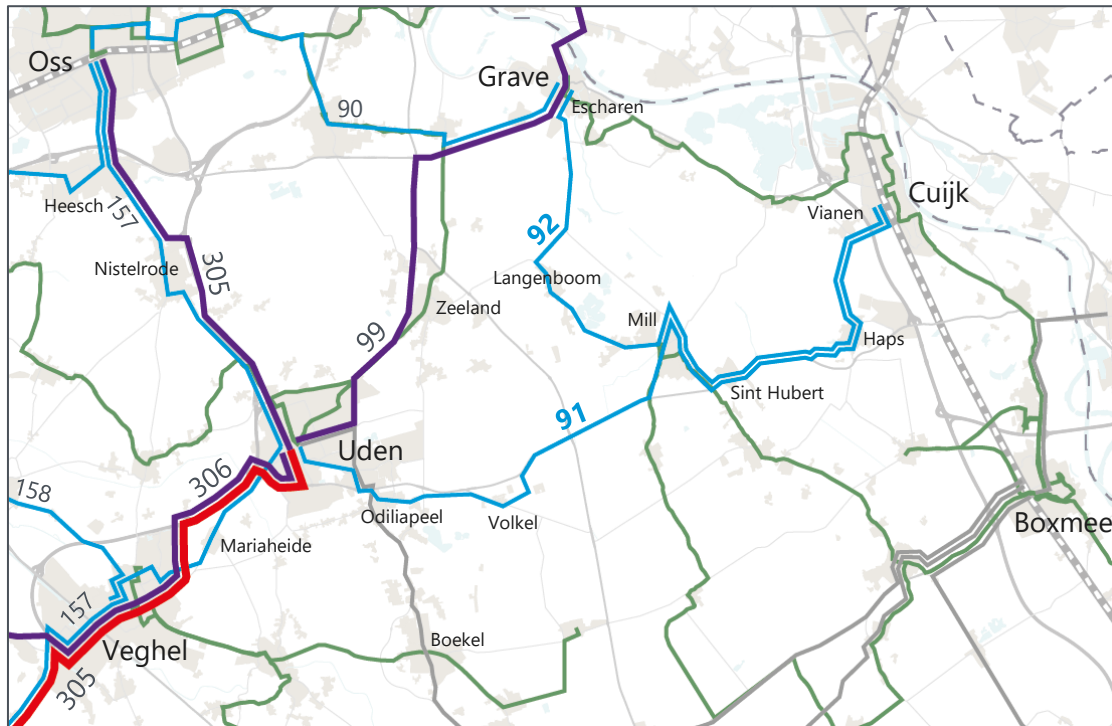 Oss
Grave
Escharen
90
Heesch
157
Vianen
Cuijk
92
Nistelrode
305
Langenboom
Zeeland
Mill
99
Haps
Sint Hubert
91
Uden
306
158
Odiliapeel
Volkel
Boxmee
Mariaheide
157
Veghel
Boekel
305